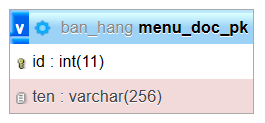 v ban_hang menu_doc_pk
id : int(11)
ten : varchar(256)